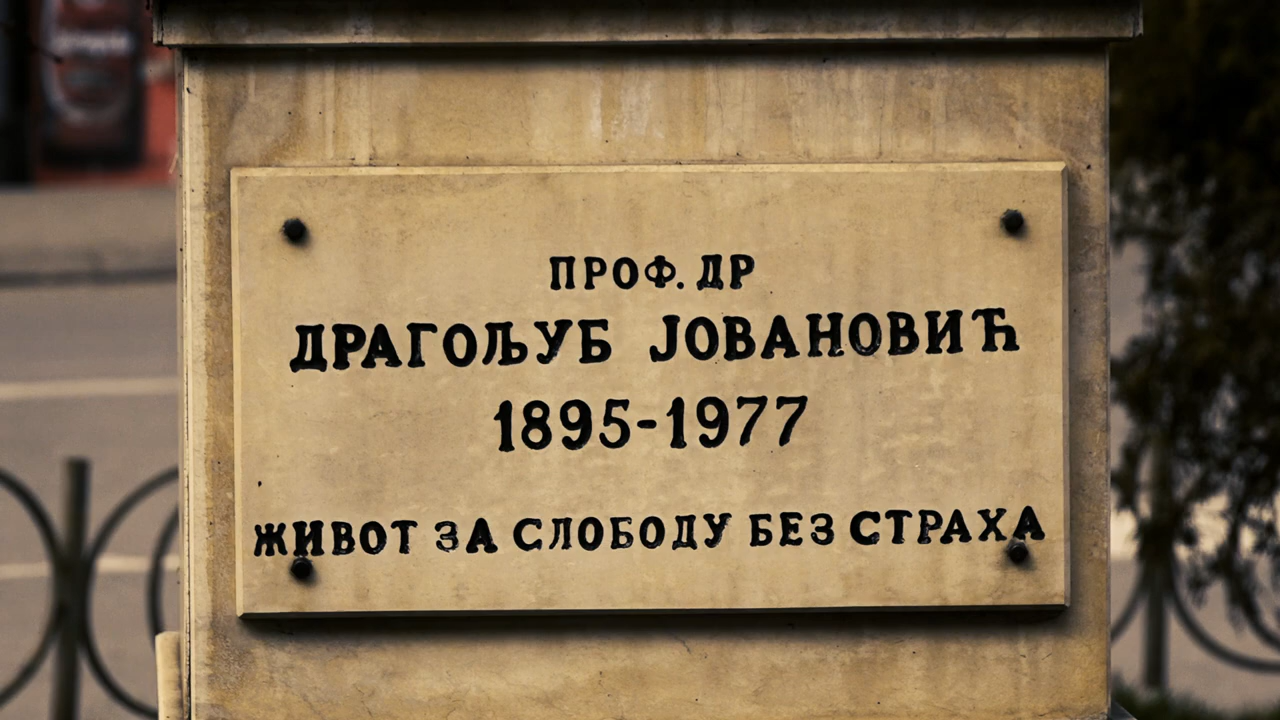 ПРОФ. ДР
ДРАГОЉУБ ЈОВАНОВИЋ
1895-1977
ЖИВОТ ЗА СЛОБОДУ БЕЗ СТРАХА